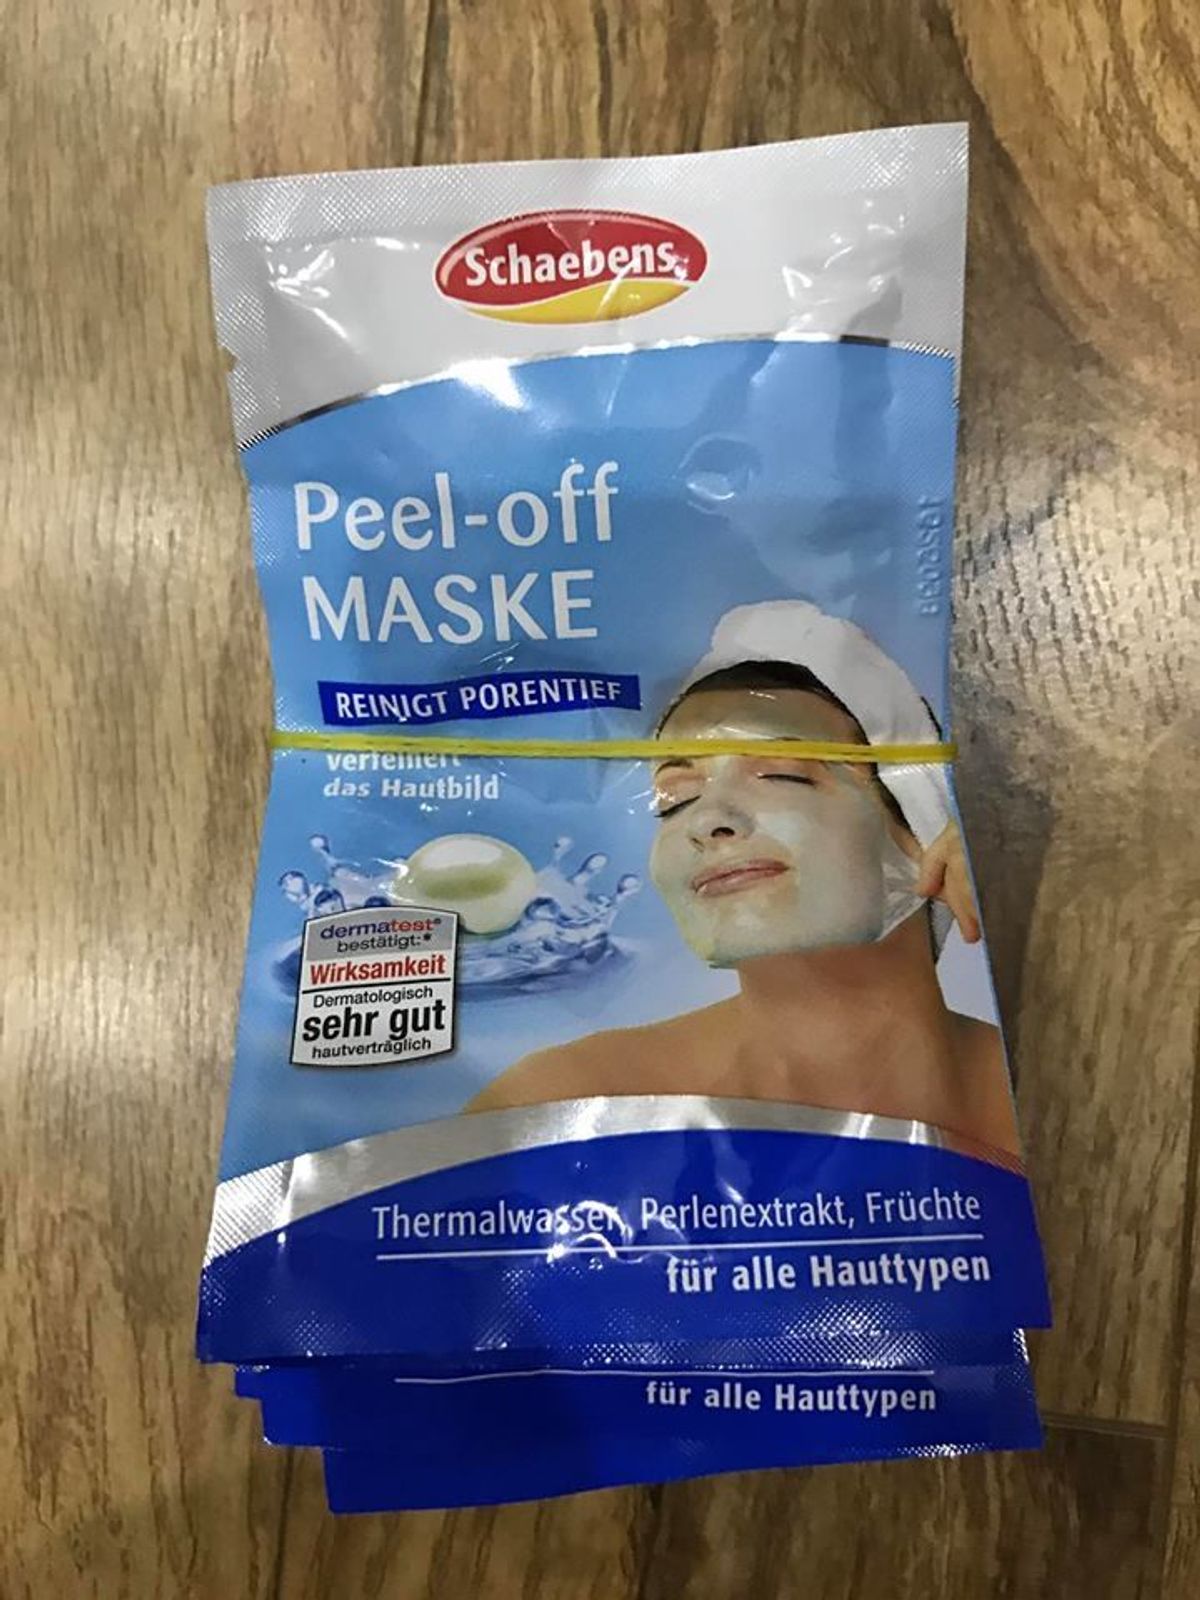 Schaebens
Peel-off
MASKE
REINIGT PORENTIEF
verfeinert
das Hautbild
dermatest®
bestätigt:*
Wirksamkeit
Dermatologisch
sehr gut
hautverträglich
Thermalwasser, Perlenextrakt, Früchte
für alle Hauttypen
für alle Hauttypen